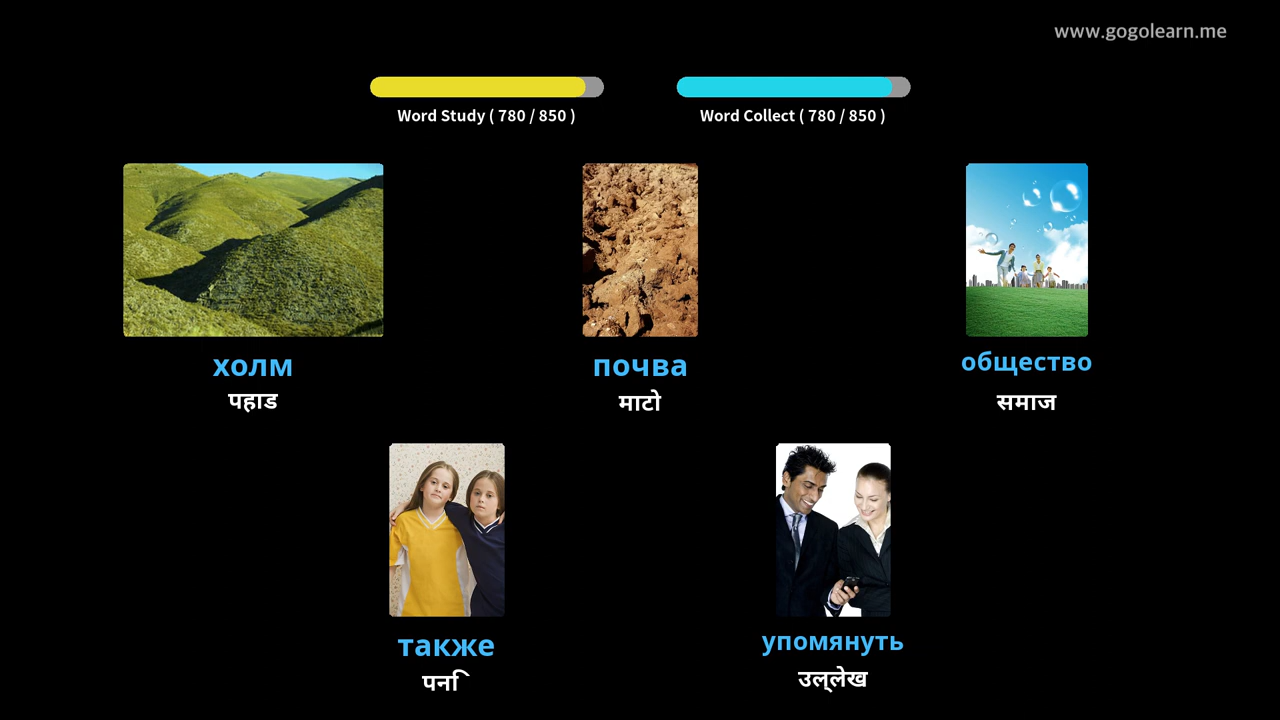 www.gogolearn.me
Word Study ( 780 / 850 )
Word Collect ( 780 / 850 )
холм
पहाड
почва
माटो
общество
समाज
также
पनि
упомянуть
उल्लेख